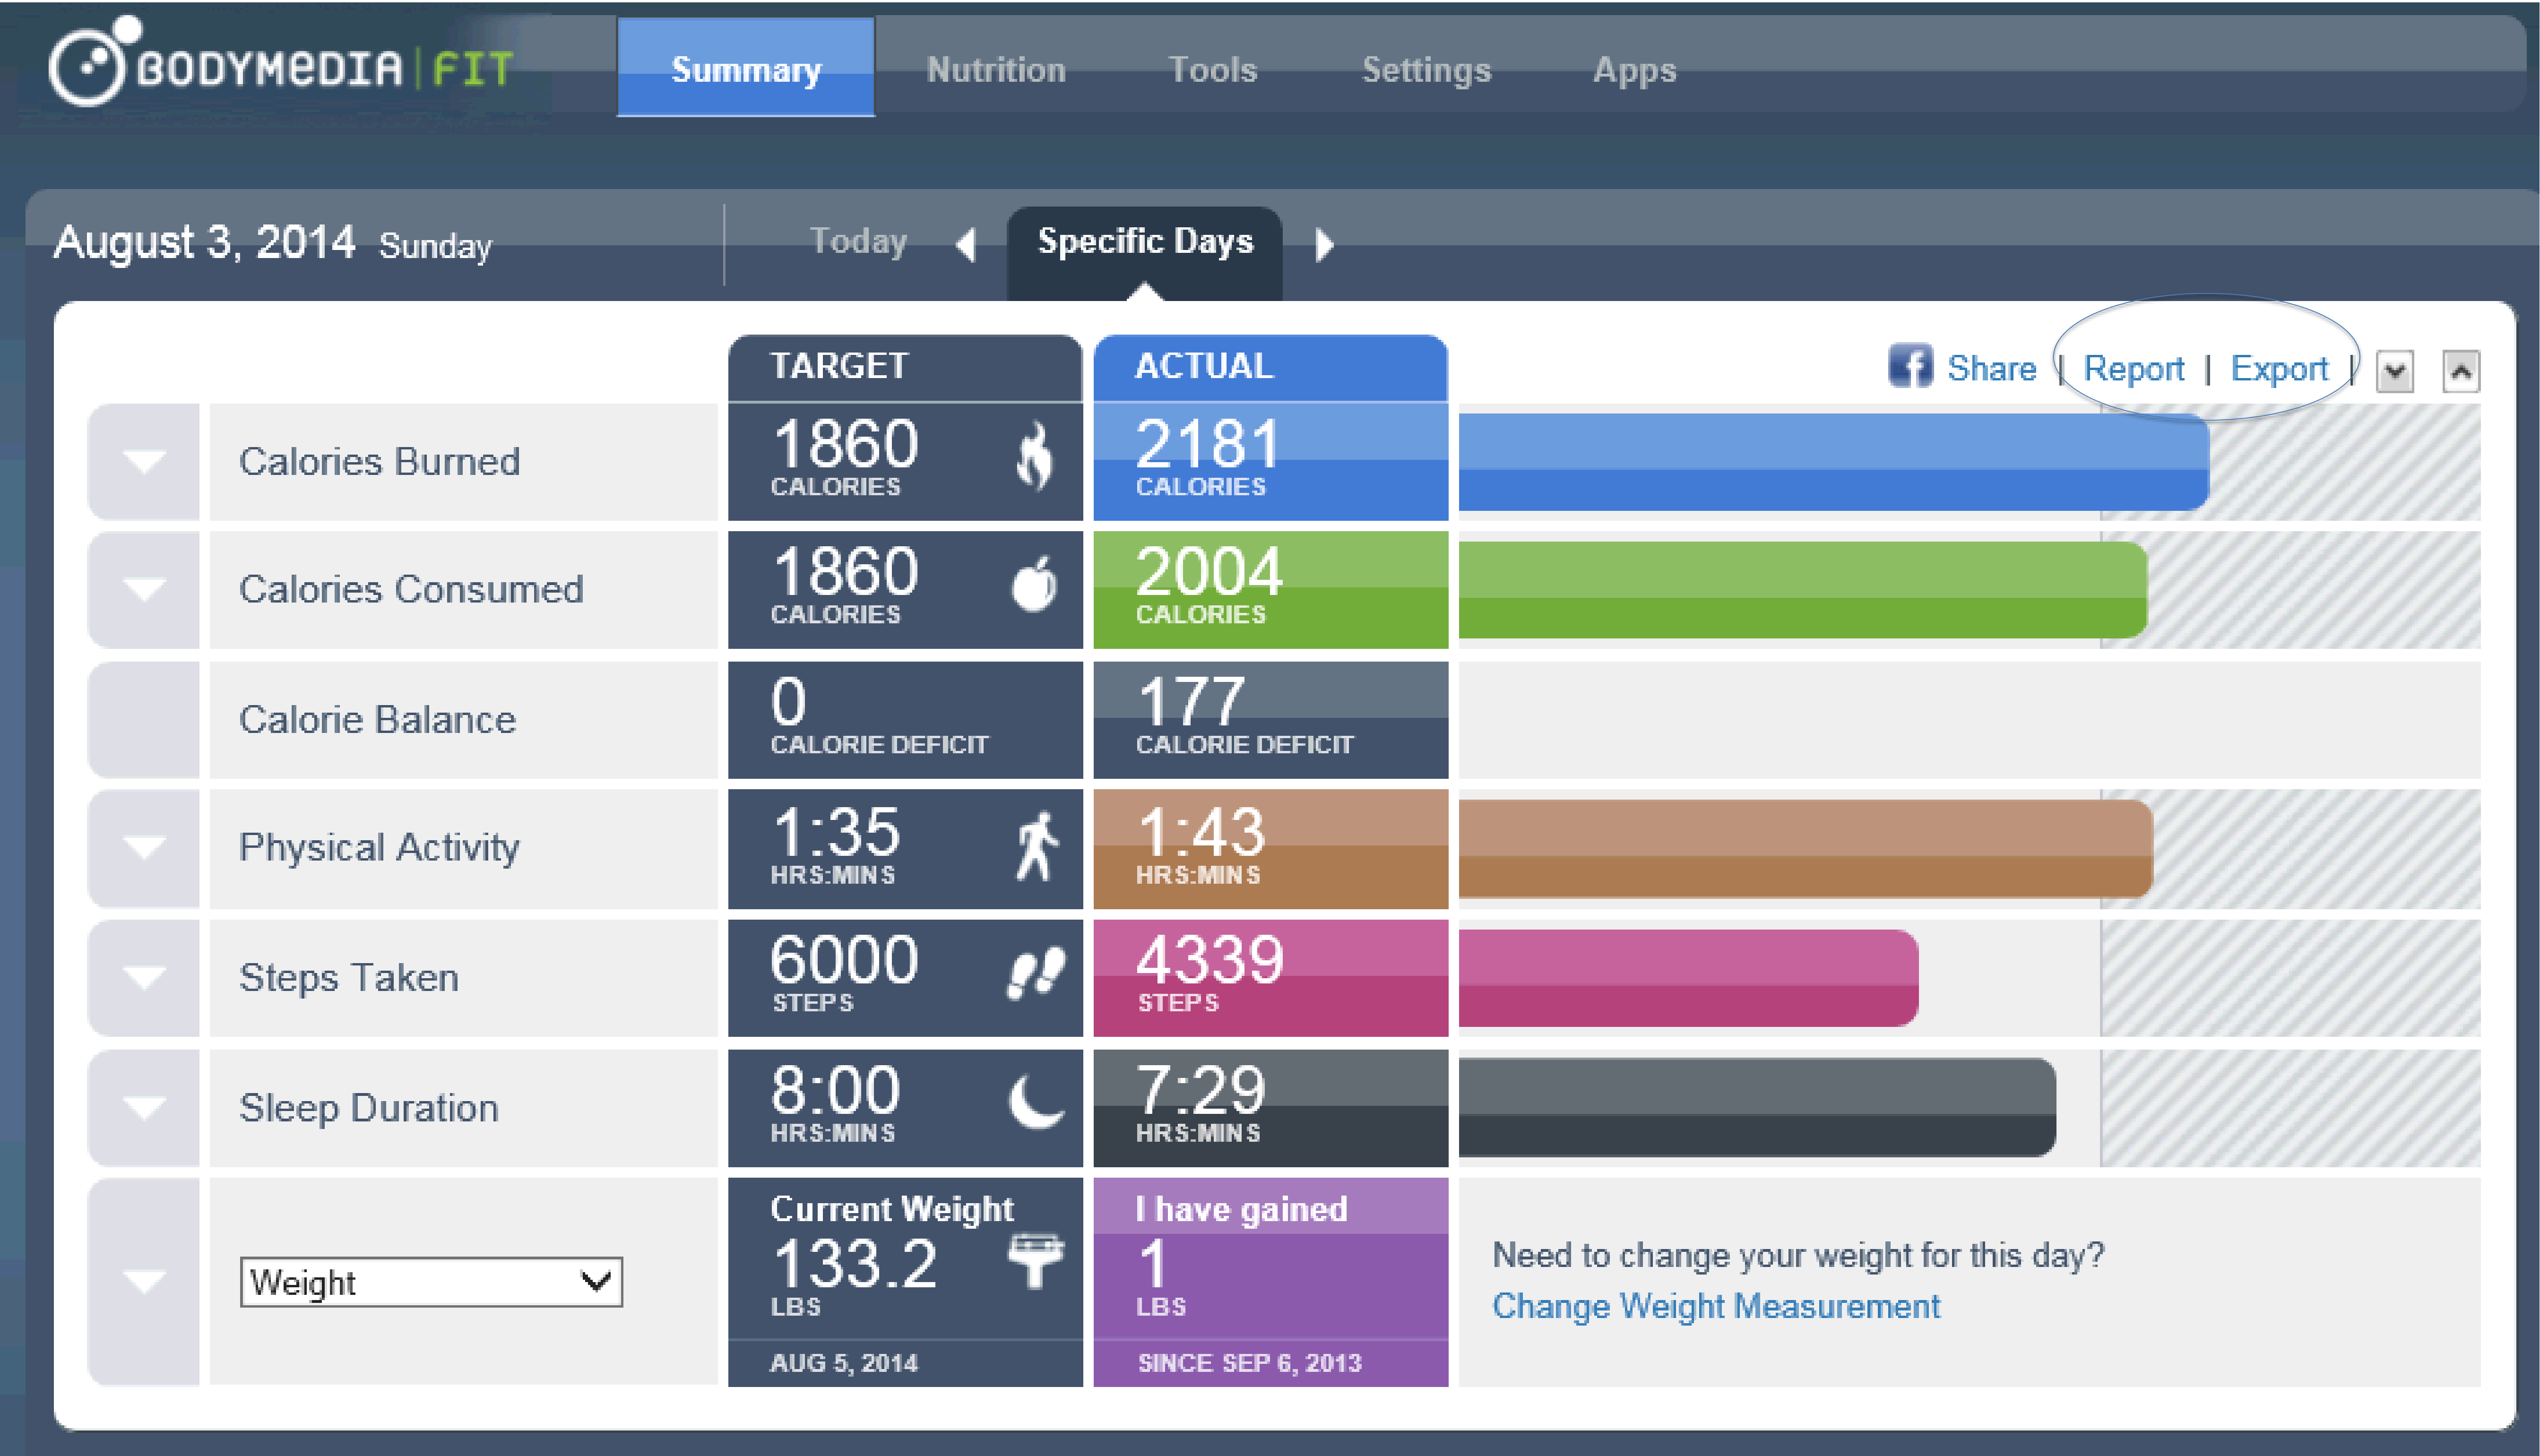 BODYMEDIA | FIT
Summary Nutrition Tools Settings Apps
August 3, 2014 Sunday
Today Specific Days
TARGET ACTUAL
f Share | Report | Export |
Calories Burned 1860 CALORIES 2181 CALORIES
Calories Consumed 1860 CALORIES 2004 CALORIES
Calorie Balance 0 CALORIE DEFICIT 177 CALORIE DEFICIT
Physical Activity 1:35 HRS:MINS 1:43 HRS:MINS
Steps Taken 6000 STEPS 4339 STEPS
Sleep Duration 8:00 HRS:MINS 7:29 HRS:MINS
Weight
Current Weight
133.2
LBS
AUG 5, 2014
I have gained
1
LBS
SINCE SEP 6, 2013
Need to change your weight for this day?
Change Weight Measurement